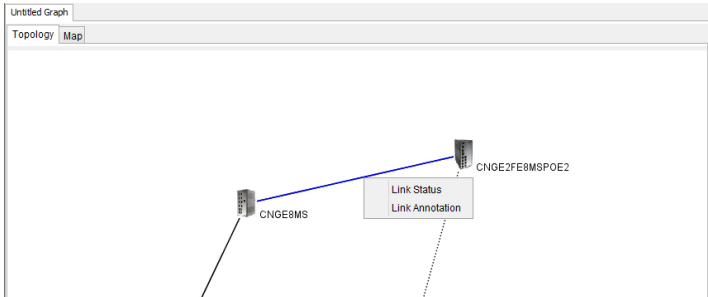 Untitled Graph
Topology Map
CNGE2FE8MSPOE2
Link Status
Link Annotation
CNGE8MS